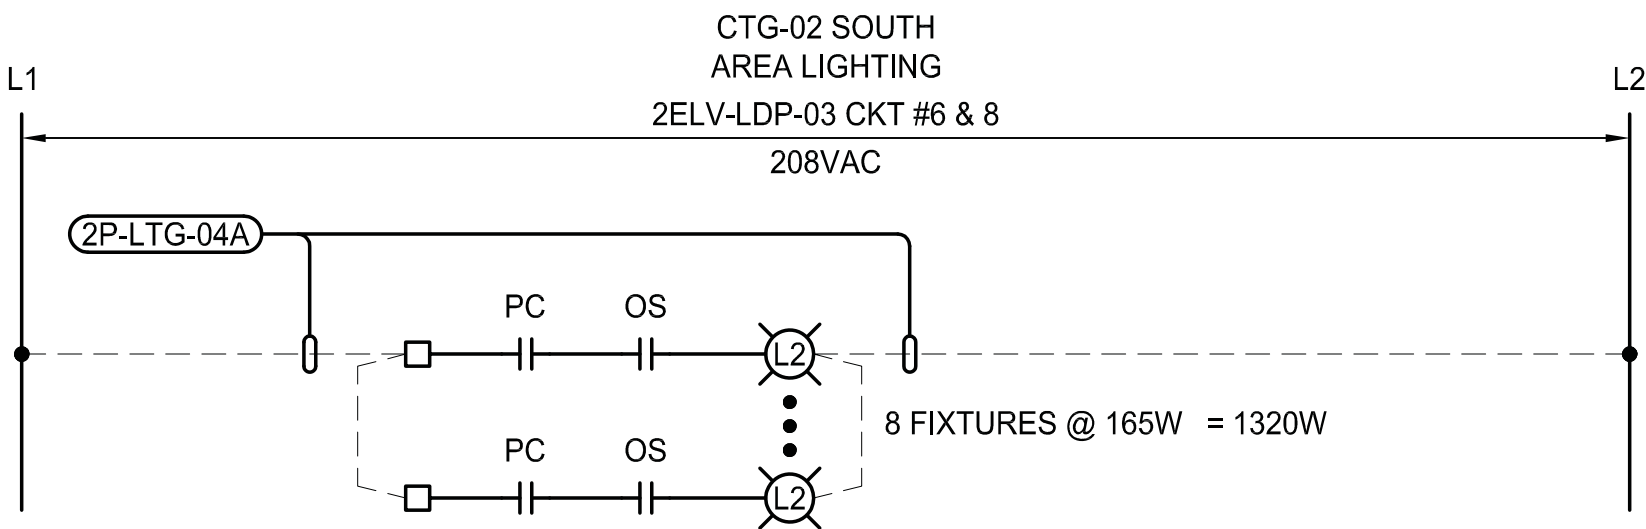 CTG-02 SOUTH
AREA LIGHTING
L1
L2
2ELV-LDP-03 CKT #6 & 8
208VAC
2P-LTG-04A
PC
OS
L2
8 FIXTURES @ 165W = 1320W
PC
OS
L2